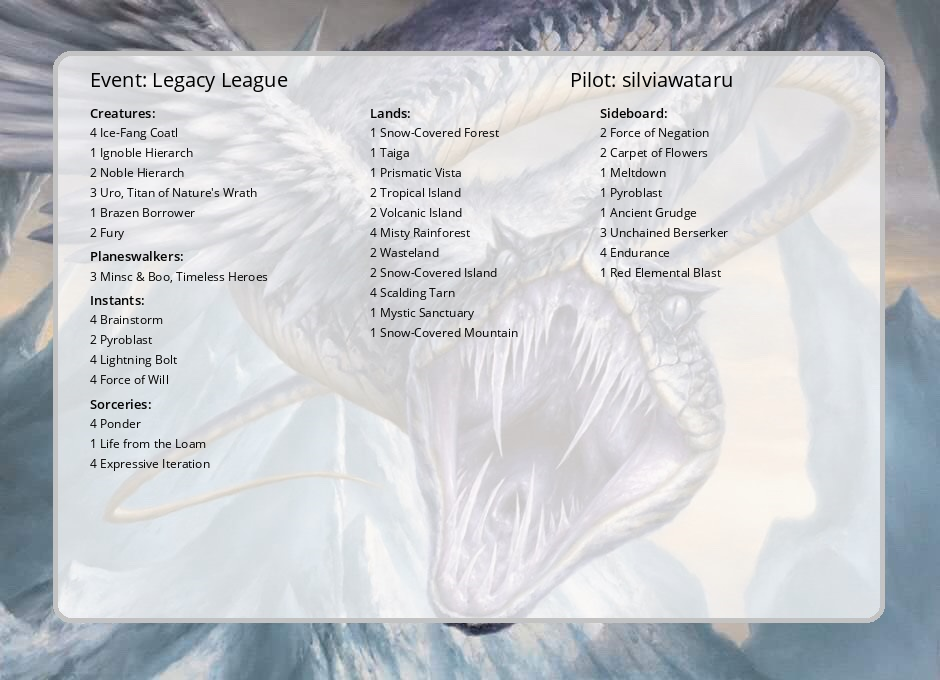 Event: Legacy League
Pilot: silviawataru
Creatures:
4 Ice-Fang Coatl
1 Ignoble Hierarch
2 Noble Hierarch
3 Uro, Titan of Nature's Wrath
1 Brazen Borrower
2 Fury
Planeswalkers:
3 Minsc & Boo, Timeless Heroes
Instants:
4 Brainstorm
2 Pyroblast
4 Lightning Bolt
4 Force of Will
Sorceries:
4 Ponder
1 Life from the Loam
4 Expressive Iteration
Lands:
1 Snow-Covered Forest
1 Taiga
1 Prismatic Vista
2 Tropical Island
2 Volcanic Island
4 Misty Rainforest
2 Wasteland
2 Snow-Covered Island
4 Scalding Tarn
1 Mystic Sanctuary
1 Snow-Covered Mountain
Sideboard:
2 Force of Negation
2 Carpet of Flowers
1 Meltdown
1 Pyroblast
1 Ancient Grudge
3 Unchained Berserker
4 Endurance
1 Red Elemental Blast